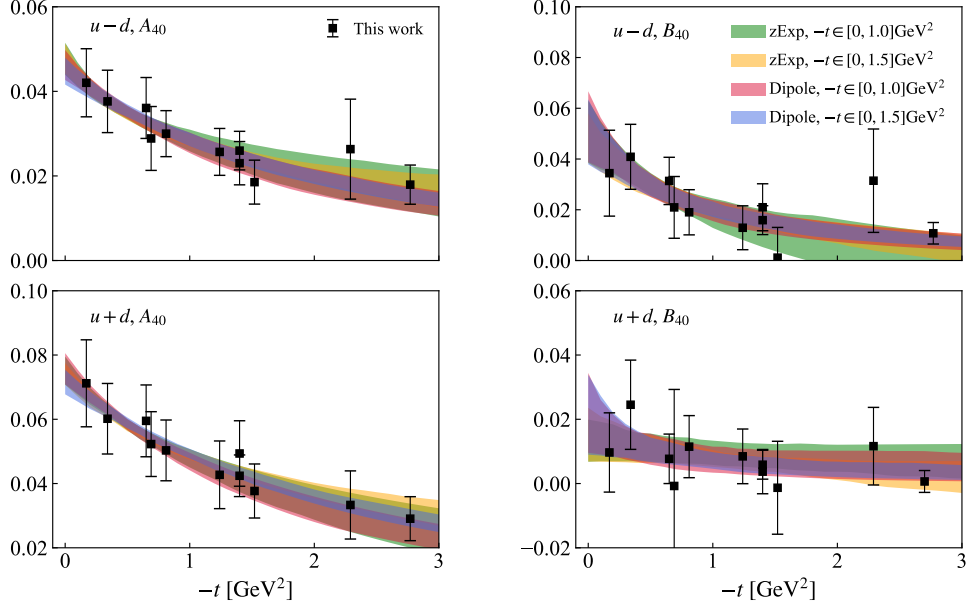 u−d, A₄₀
This work
0.06
0.04
0.02
0.00
u−d, B₄₀
zExp, −t∈[0, 1.0]GeV²
zExp, −t∈[0, 1.5]GeV²
Dipole, −t∈[0, 1.0]GeV²
Dipole, −t∈[0, 1.5]GeV²
0.10
0.08
0.06
0.04
0.02
0.00
u+d, A₄₀
0.10
0.08
0.06
0.04
0.02
0 1 2 3
−t [GeV²]
u+d, B₄₀
0.06
0.04
0.02
0.00
−0.02
0 1 2 3
−t [GeV²]